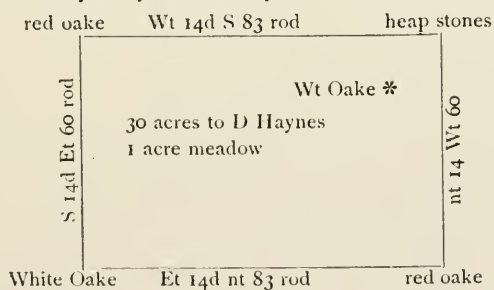 red oake Wt 14d S 83 rod heap stones
Wt Oake *
S 14d Et 60 rod
30 acres to D Haynes
1 acre meadow
nt 14 Wt 60
White Oake Et 14d nt 83 rod red oake